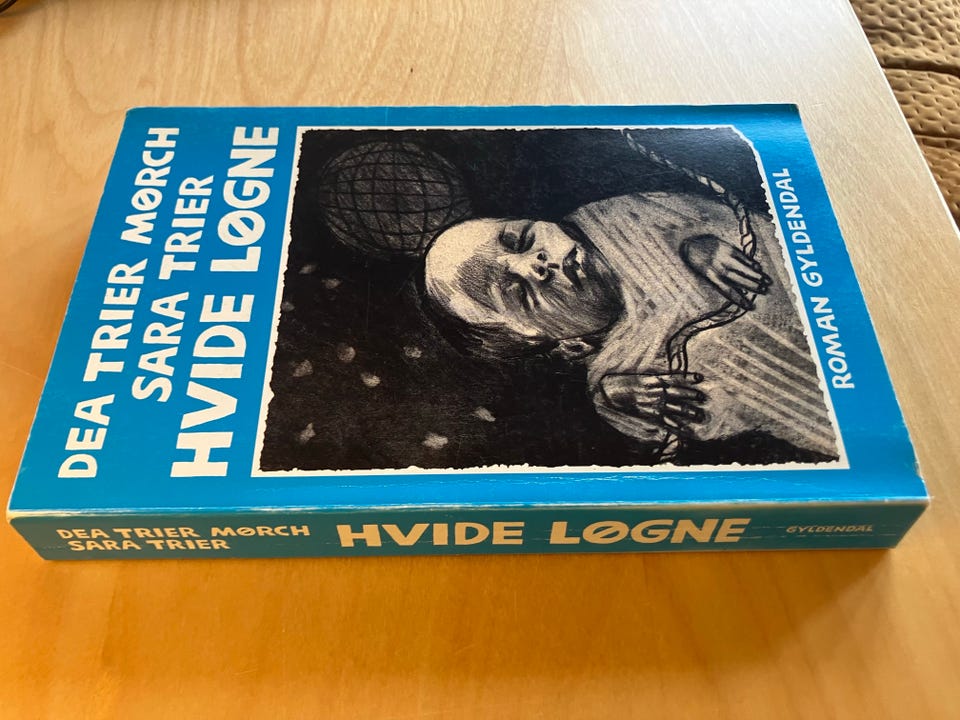 DEA TRIER MØRCH
SARA TRIER
HVIDE LØGNE
ROMAN GYLDENDAL
DEA TRIER MØRCH
SARA TRIER
HVIDE LØGNE
GYLDENDAL